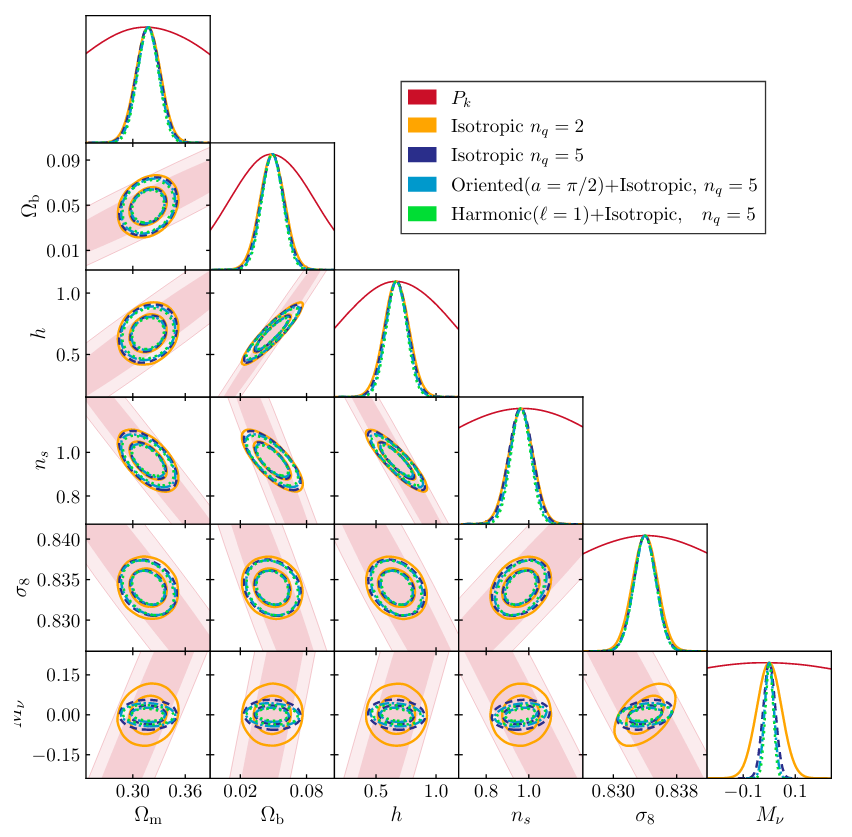 P_k
Isotropic n_q = 2
Isotropic n_q = 5
Oriented(a = π/2)+Isotropic, n_q = 5
Harmonic(ℓ = 1)+Isotropic, n_q = 5
0.09
0.05
0.01
Ω_b
1.0
0.5
h
1.0
0.8
n_s
0.840
0.835
0.830
σ_8
0.15
0.00
−0.15
M_ν
0.30 0.36 0.02 0.08 0.5 1.0 0.8 1.0 0.830 0.838 −0.1 0.1
Ω_m Ω_b h n_s σ_8 M_ν